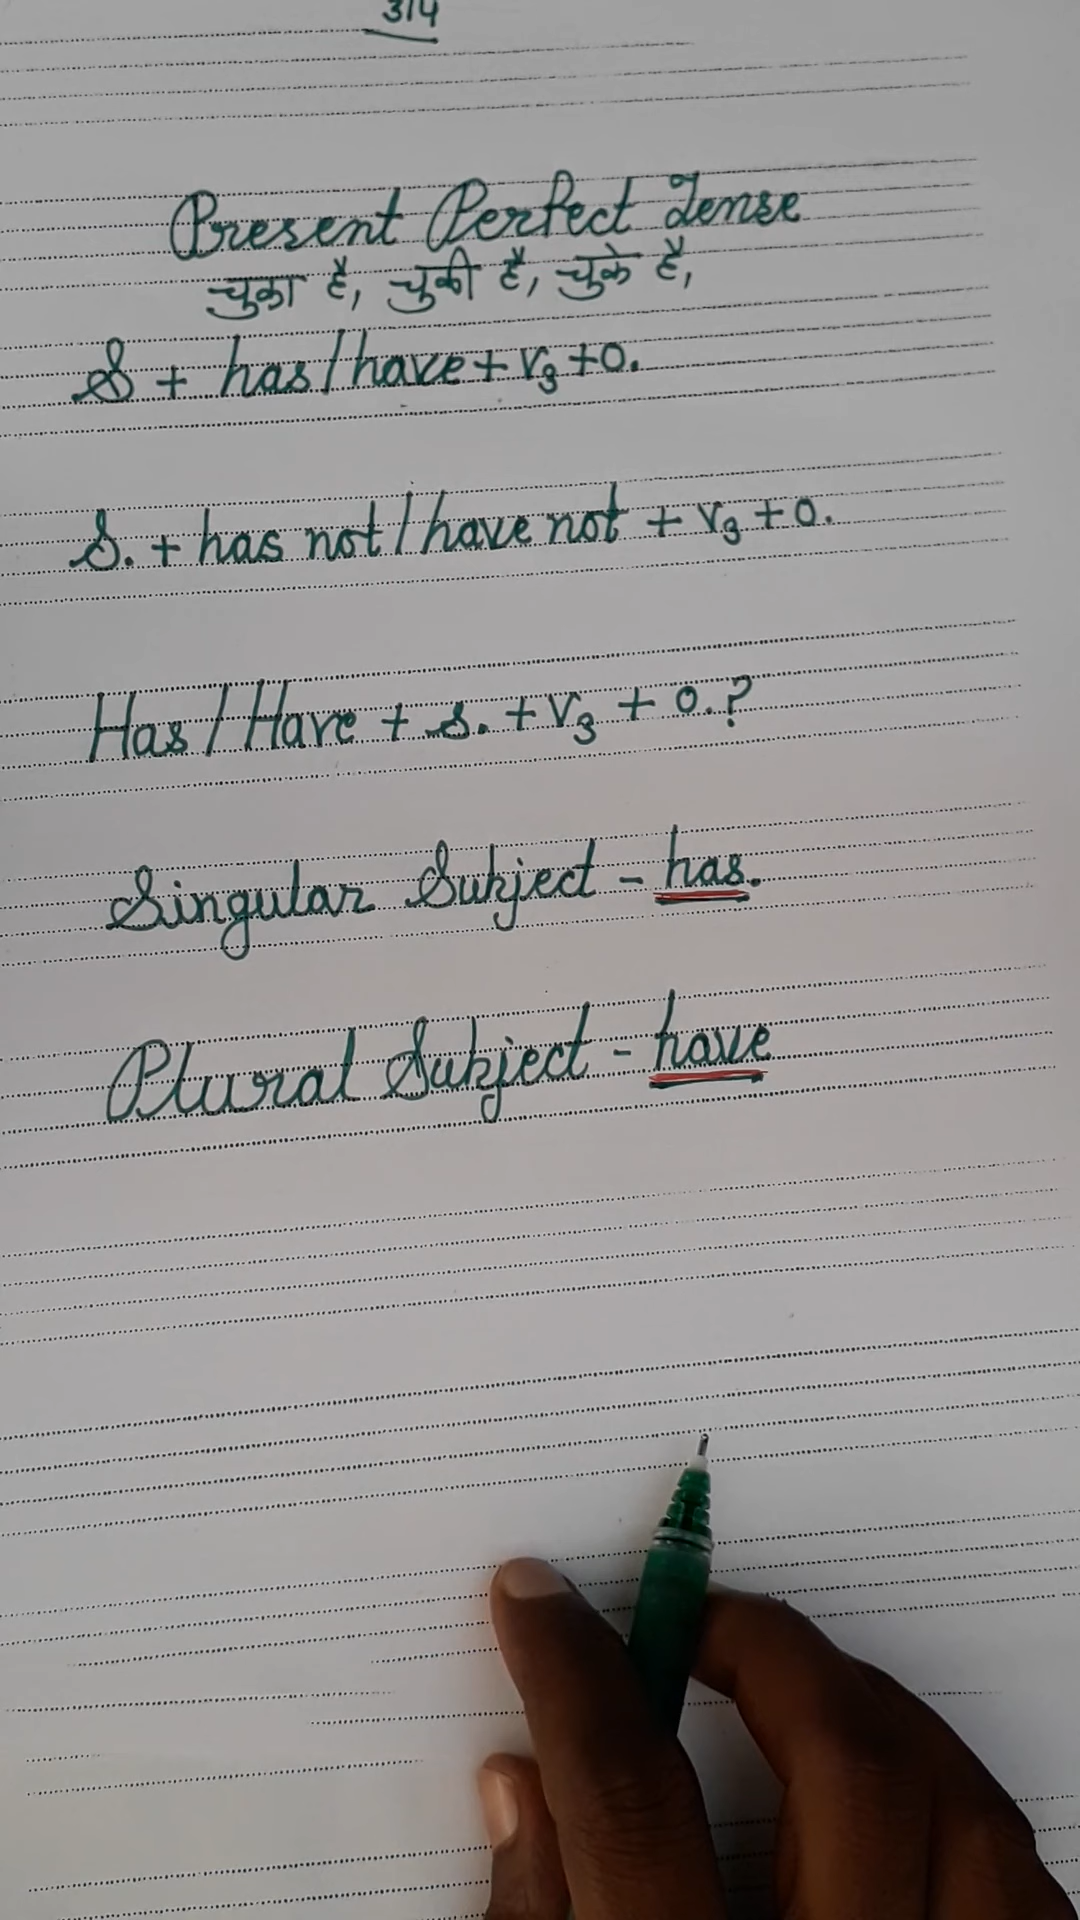 314
Present Perfect Tense
चुका है, चुकी है, चुके है,
S + has/have + V3 + O.
S. + has not/have not + V3 + O.
Has/Have + s. + V3 + O.?
Singular Subject - has.
Plural Subject - have